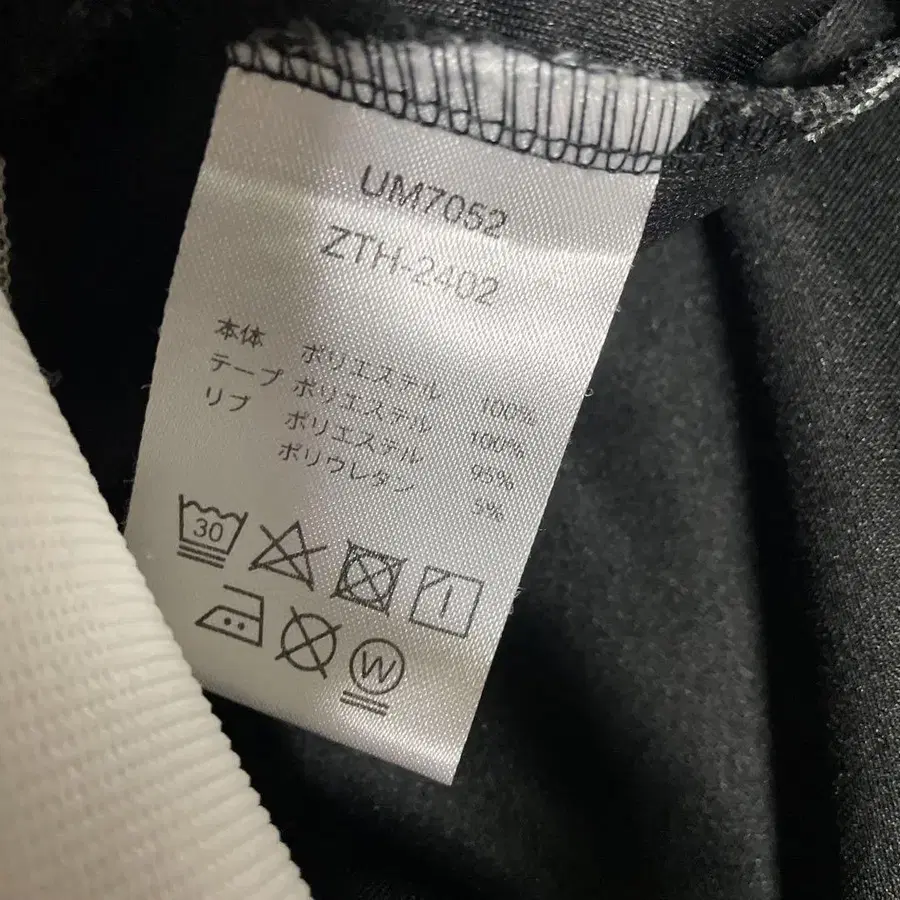 UM7052
ZTH-2402
本体 ポリエステル 100%
テープ ポリエステル 100%
リブ ポリエステル 95%
ポリウレタン 5%
30
W